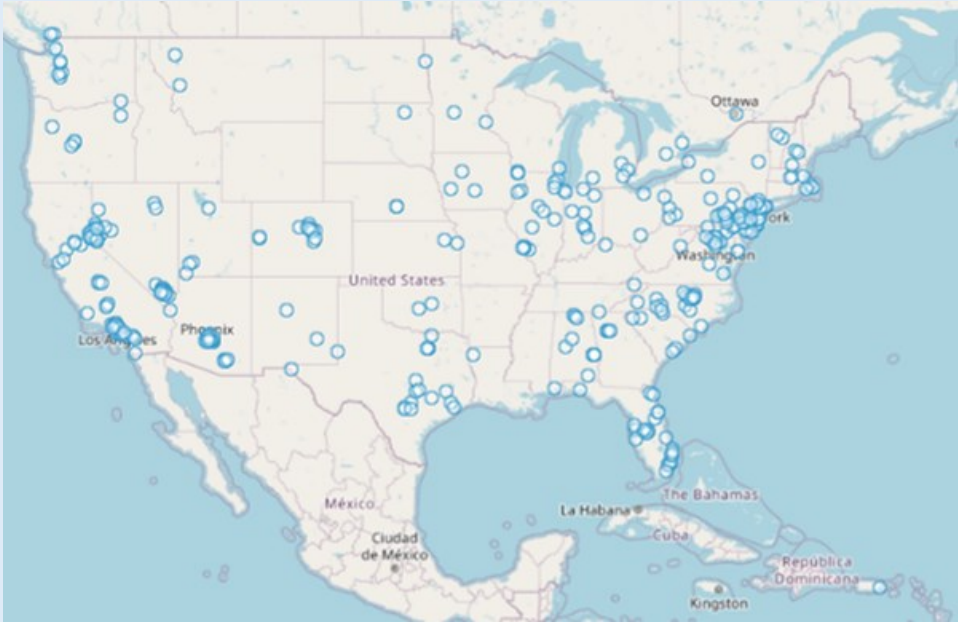 Ottawa
ork
Washington
United States
Phoenix
Los Angeles
México
The Bahamas
La Habana
Cuba
Ciudad
de México
República
Dominicana
Kingston